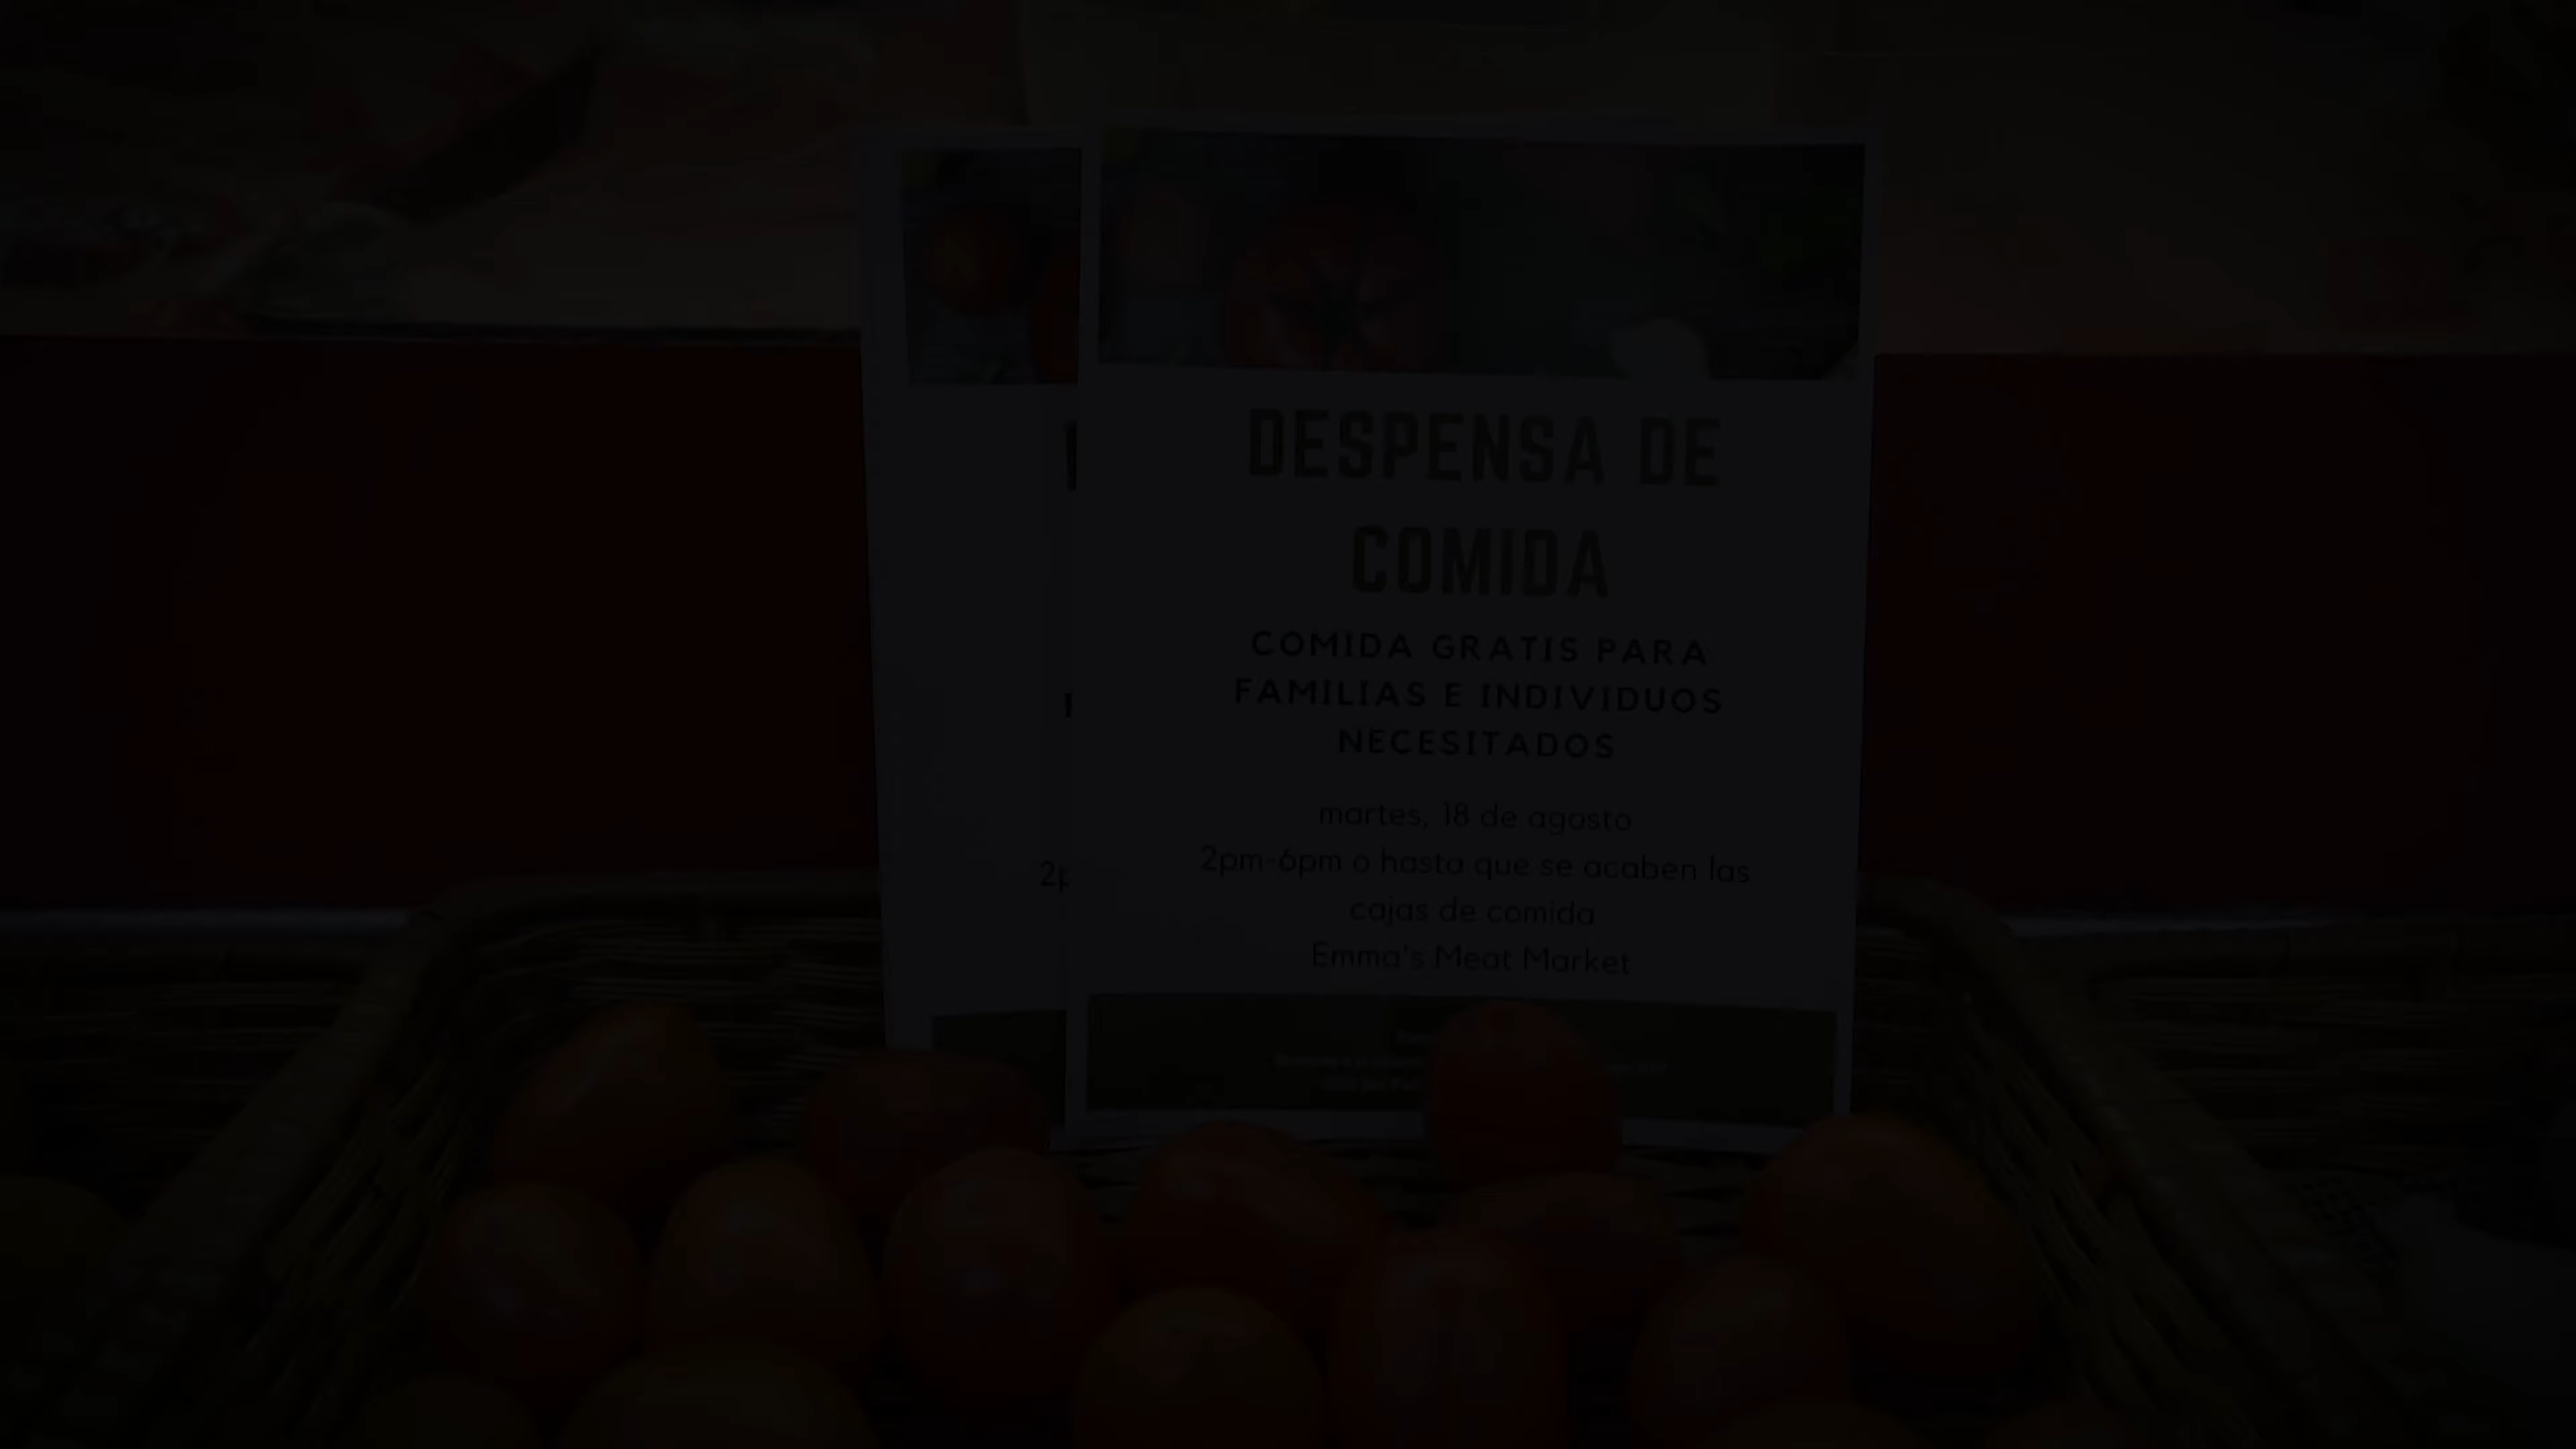 DESPENSA DE
COMIDA
COMIDA GRATIS PARA
FAMILIAS E INDIVIDUOS
NECESITADOS
martes, 18 de agosto
2pm-6pm o hasta que se acaben las
cajas de comida
Emma's Meat Market